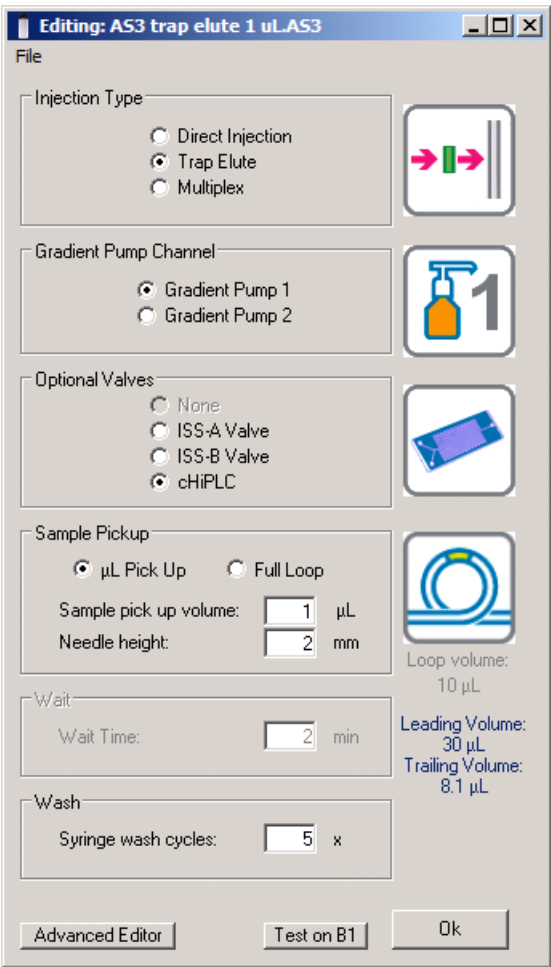 Editing: AS3 trap elute 1 uL.AS3
File
Injection Type
Direct Injection
Trap Elute
Multiplex
Gradient Pump Channel
Gradient Pump 1
Gradient Pump 2
1
Optional Valves
None
ISS-A Valve
ISS-B Valve
cHiPLC
Sample Pickup
µL Pick Up Full Loop
Sample pick up volume: 1 µL
Needle height: 2 mm
Loop volume:
10 µL
Wait
Wait Time: 2 min
Leading Volume:
30 µL
Trailing Volume:
8.1 µL
Wash
Syringe wash cycles: 5 x
Advanced Editor Test on B1 Ok